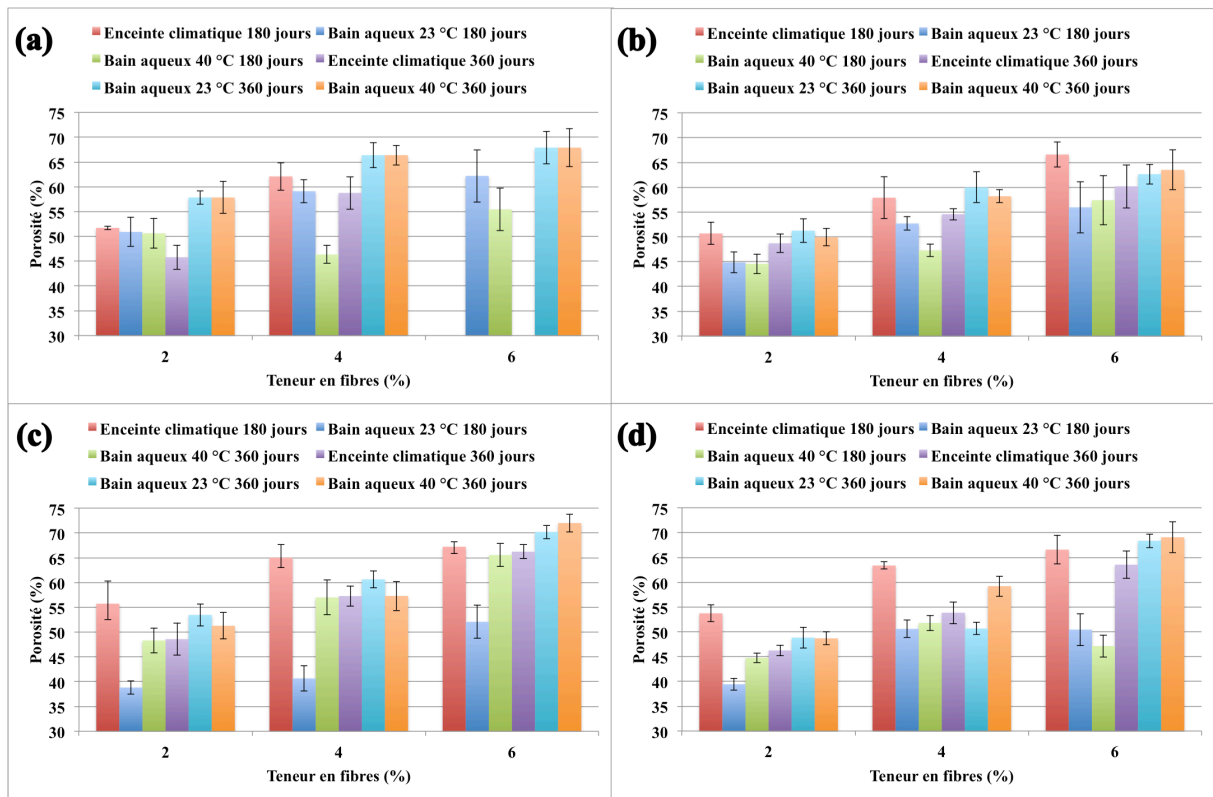 (a)
Enceinte climatique 180 jours Bain aqueux 23 °C 180 jours
Bain aqueux 40 °C 180 jours Enceinte climatique 360 jours
Bain aqueux 23 °C 360 jours Bain aqueux 40 °C 360 jours
Porosité (%)
75
70
65
60
55
50
45
40
35
30
2 4 6
Teneur en fibres (%)
(b)
Enceinte climatique 180 jours Bain aqueux 23 °C 180 jours
Bain aqueux 40 °C 180 jours Enceinte climatique 360 jours
Bain aqueux 23 °C 360 jours Bain aqueux 40 °C 360 jours
Porosité (%)
75
70
65
60
55
50
45
40
35
30
2 4 6
Teneur en fibres (%)
(c)
Enceinte climatique 180 jours Bain aqueux 23 °C 180 jours
Bain aqueux 40 °C 360 jours Enceinte climatique 360 jours
Bain aqueux 23 °C 360 jours Bain aqueux 40 °C 360 jours
Porosité (%)
75
70
65
60
55
50
45
40
35
30
2 4 6
Teneur en fibres (%)
(d)
Enceinte climatique 180 jours Bain aqueux 23 °C 180 jours
Bain aqueux 40 °C 180 jours Enceinte climatique 360 jours
Bain aqueux 23 °C 360 jours Bain aqueux 40 °C 360 jours
Porosité (%)
75
70
65
60
55
50
45
40
35
30
2 4 6
Teneur en fibres (%)